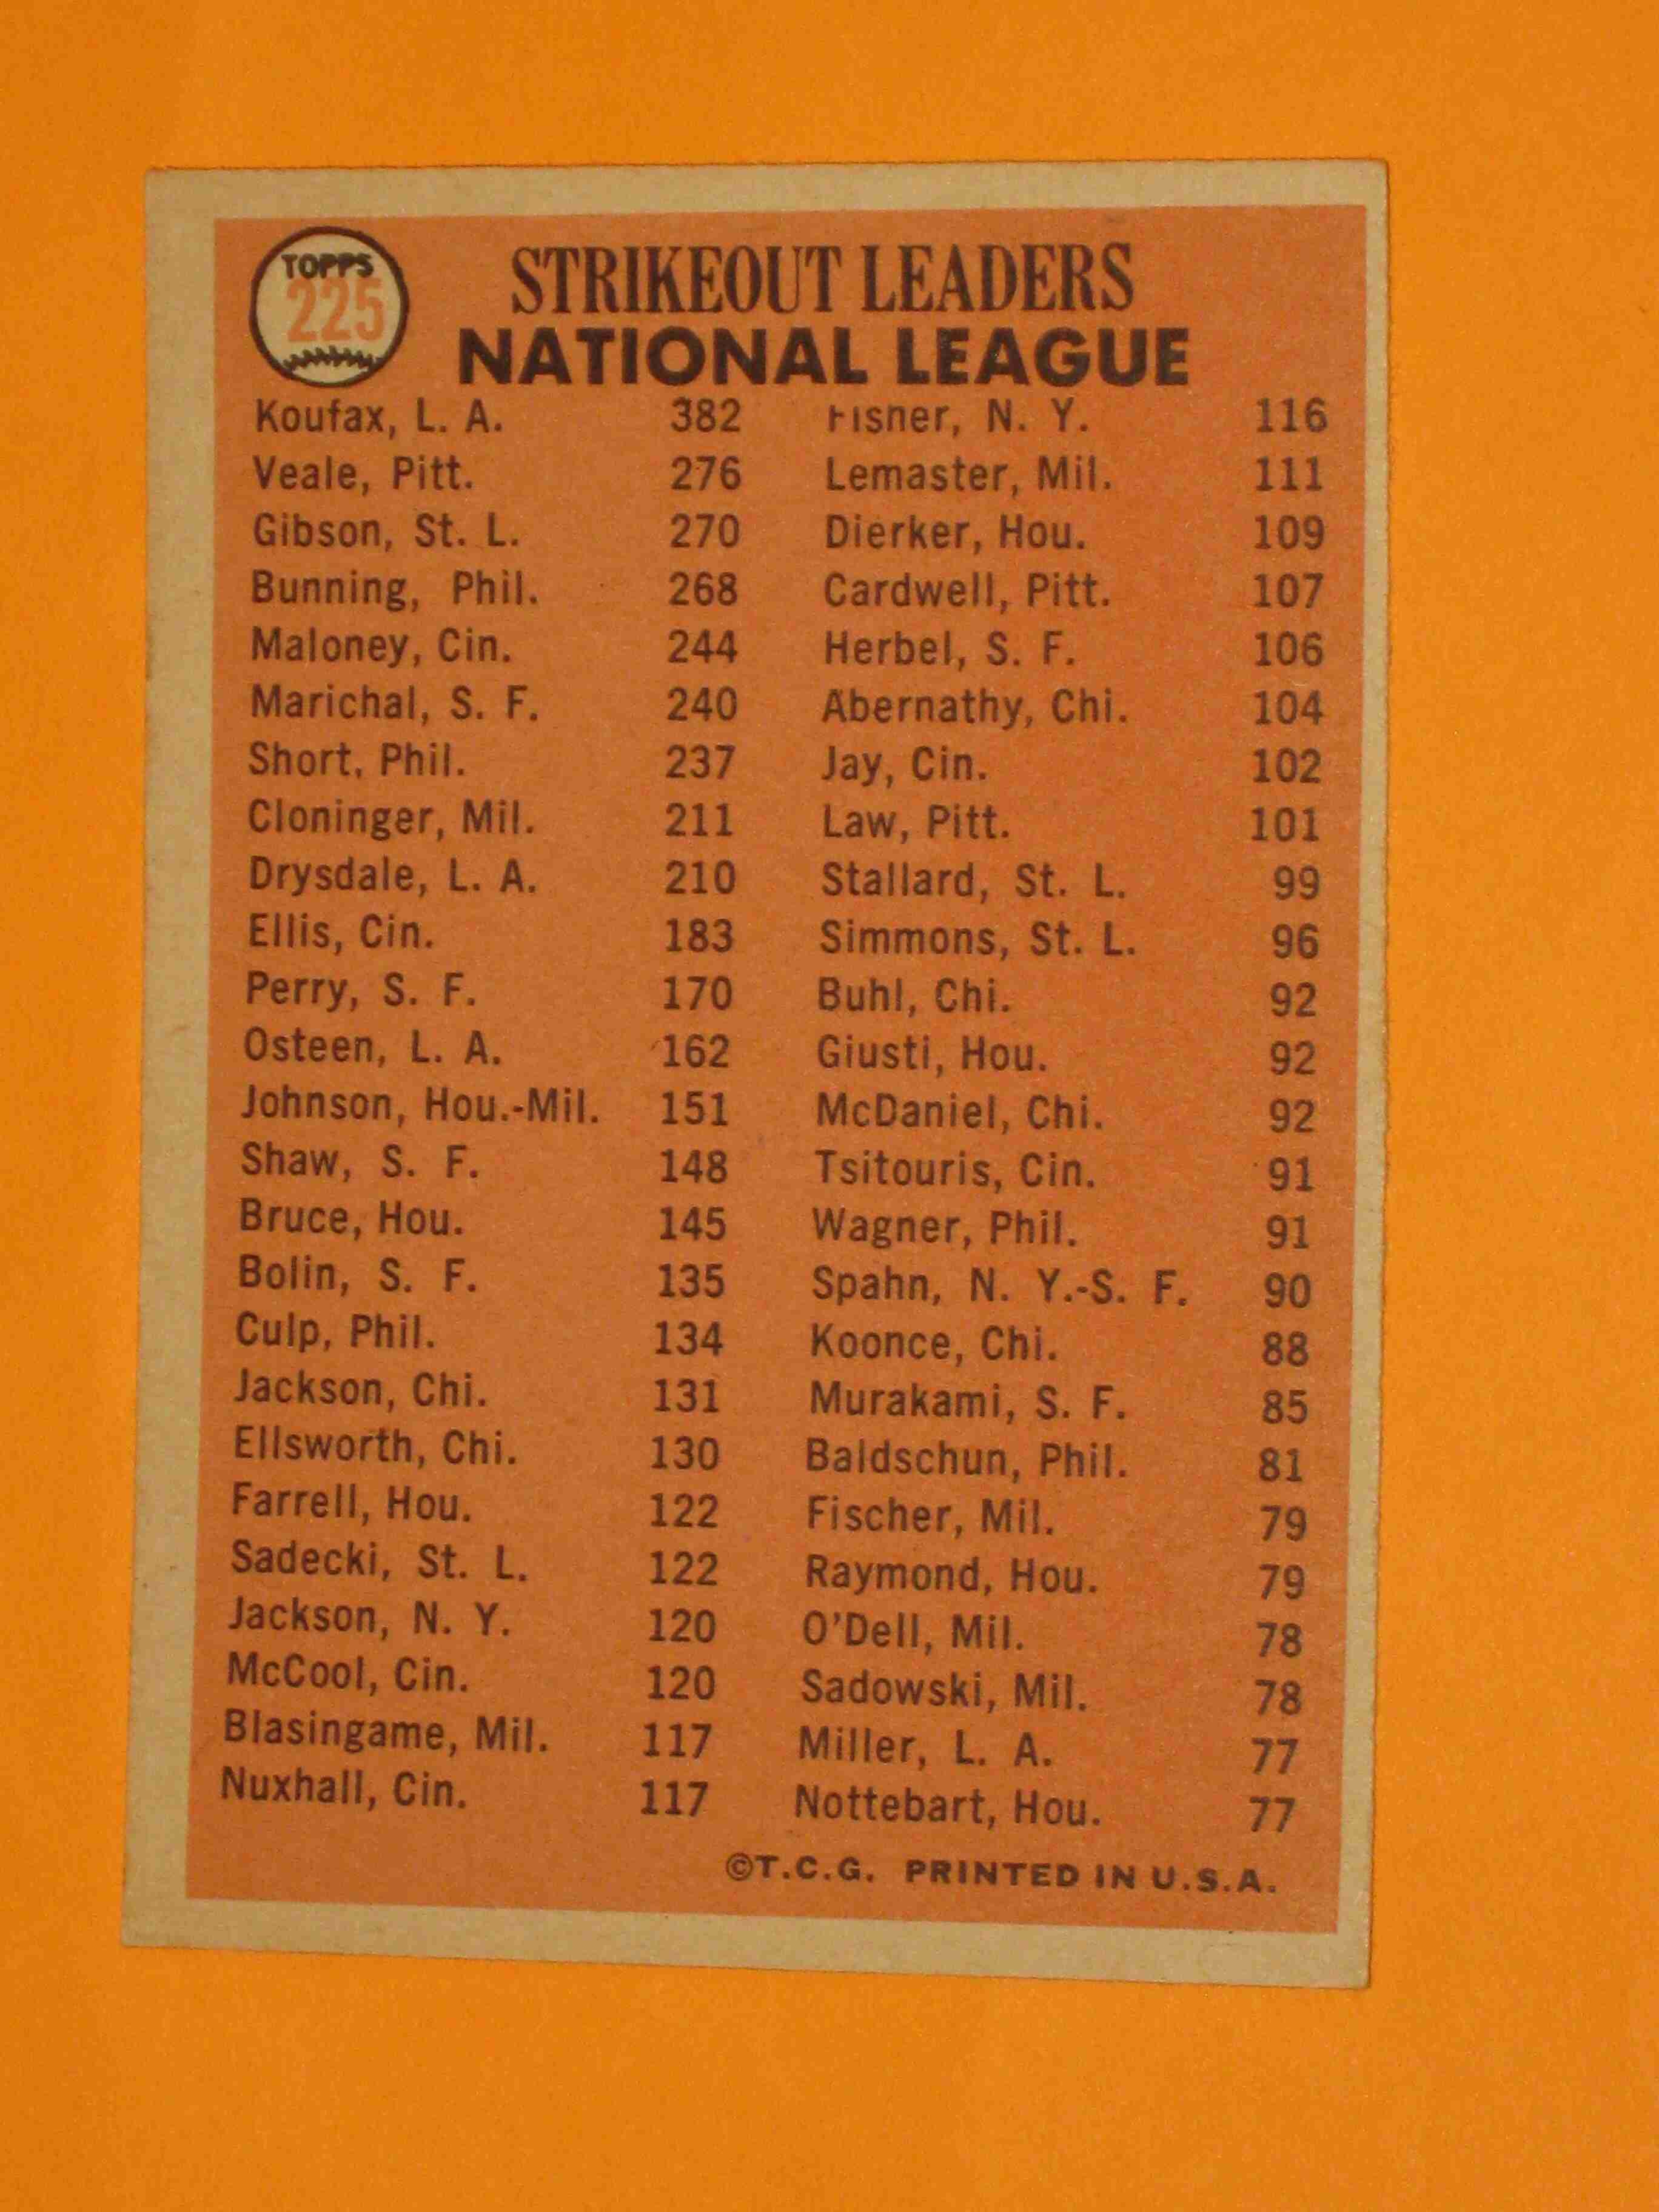 TOPPS
225
STRIKEOUT LEADERS
NATIONAL LEAGUE
Koufax, L. A. 382
Veale, Pitt. 276
Gibson, St. L. 270
Bunning, Phil. 268
Maloney, Cin. 244
Marichal, S. F. 240
Short, Phil. 237
Cloninger, Mil. 211
Drysdale, L. A. 210
Ellis, Cin. 183
Perry, S. F. 170
Osteen, L. A. 162
Johnson, Hou.-Mil. 151
Shaw, S. F. 148
Bruce, Hou. 145
Bolin, S. F. 135
Culp, Phil. 134
Jackson, Chi. 131
Ellsworth, Chi. 130
Farrell, Hou. 122
Sadecki, St. L. 122
Jackson, N. Y. 120
McCool, Cin. 120
Blasingame, Mil. 117
Nuxhall, Cin. 117
Fisher, N. Y. 116
Lemaster, Mil. 111
Dierker, Hou. 109
Cardwell, Pitt. 107
Herbel, S. F. 106
Abernathy, Chi. 104
Jay, Cin. 102
Law, Pitt. 101
Stallard, St. L. 99
Simmons, St. L. 96
Buhl, Chi. 92
Giusti, Hou. 92
McDaniel, Chi. 92
Tsitouris, Cin. 91
Wagner, Phil. 91
Spahn, N. Y.-S. F. 90
Koonce, Chi. 88
Murakami, S. F. 85
Baldschun, Phil. 81
Fischer, Mil. 79
Raymond, Hou. 79
O'Dell, Mil. 78
Sadowski, Mil. 78
Miller, L. A. 77
Nottebart, Hou. 77
©T.C.G. PRINTED IN U.S.A.